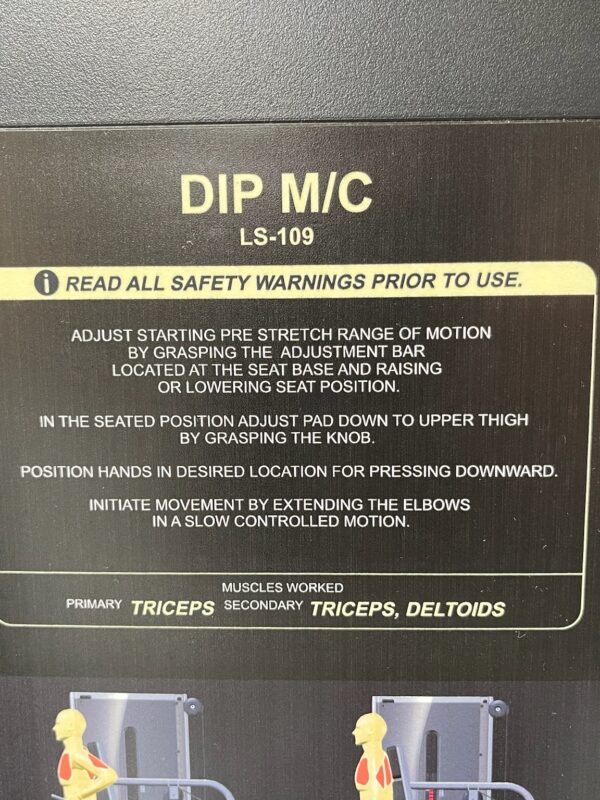 DIP M/C
LS-109
i READ ALL SAFETY WARNINGS PRIOR TO USE.
ADJUST STARTING PRE STRETCH RANGE OF MOTION
BY GRASPING THE ADJUSTMENT BAR
LOCATED AT THE SEAT BASE AND RAISING
OR LOWERING SEAT POSITION.
IN THE SEATED POSITION ADJUST PAD DOWN TO UPPER THIGH
BY GRASPING THE KNOB.
POSITION HANDS IN DESIRED LOCATION FOR PRESSING DOWNWARD.
INITIATE MOVEMENT BY EXTENDING THE ELBOWS
IN A SLOW CONTROLLED MOTION.
MUSCLES WORKED
PRIMARY TRICEPS SECONDARY TRICEPS, DELTOIDS